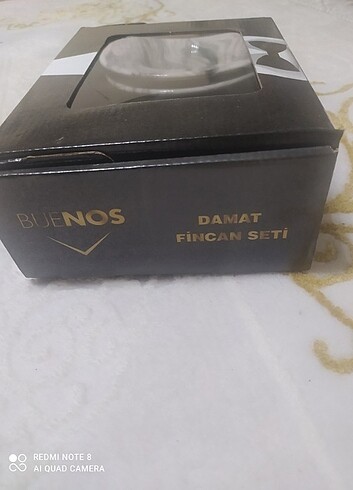 BUENOS
DAMAT
FİNCAN SETİ
REDMI NOTE 8
AI QUAD CAMERA